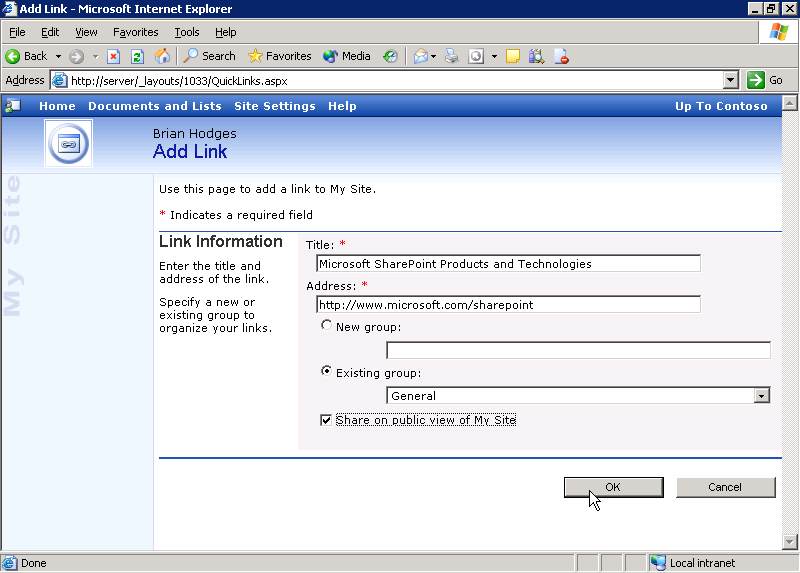 Add Link - Microsoft Internet Explorer
File Edit View Favorites Tools Help
Back Search Favorites Media
Address http://server/_layouts/1033/QuickLinks.aspx Go
Home Documents and Lists Site Settings Help Up To Contoso
Brian Hodges
Add Link
My Site
Use this page to add a link to My Site.
* Indicates a required field
Link Information
Enter the title and
address of the link.
Specify a new or
existing group to
organize your links.
Title: *
Microsoft SharePoint Products and Technologies
Address: *
http://www.microsoft.com/sharepoint
New group:
Existing group:
General
Share on public view of My Site
OK Cancel
Done Local intranet